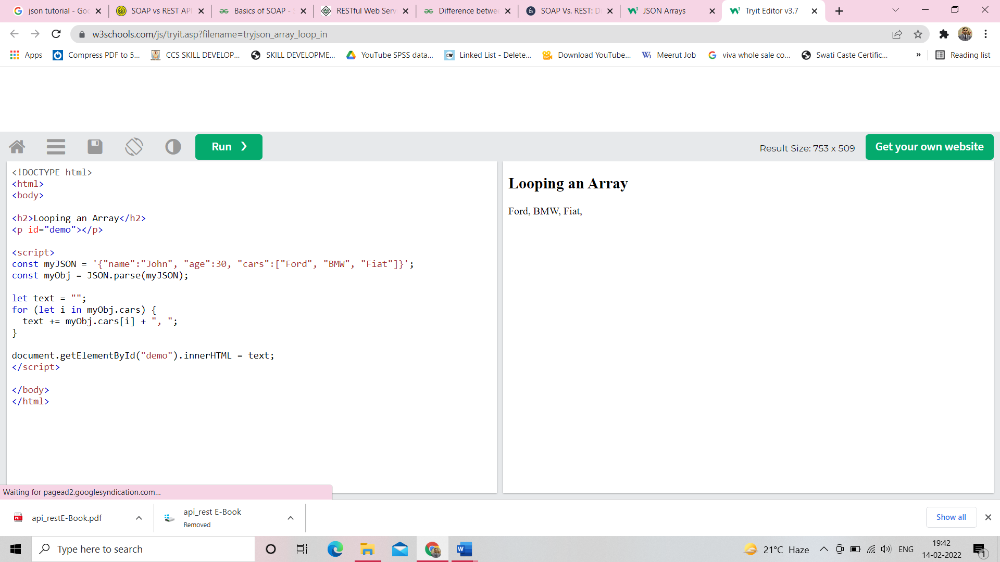 json tutorial - Goo
SOAP vs REST API
Basics of SOAP - S
RESTful Web Serv
Difference betwee
SOAP Vs. REST: D
JSON Arrays
Tryit Editor v3.7
w3schools.com/js/tryit.asp?filename=tryjson_array_loop_in
Apps
Compress PDF to 5...
CCS SKILL DEVELOP...
SKILL DEVELOPME...
YouTube SPSS data...
Linked List - Delete...
Download YouTube...
Meerut Job
viva whole sale co...
Swati Caste Certific...
»
Reading list
Run ❯
Result Size: 753 x 509
Get your own website
<!DOCTYPE html>
<html>
<body>
<h2>Looping an Array</h2>
<p id="demo"></p>
<script>
const myJSON = '{"name":"John", "age":30, "cars":["Ford", "BMW", "Fiat"]}';
const myObj = JSON.parse(myJSON);
let text = "";
for (let i in myObj.cars) {
  text += myObj.cars[i] + ", ";
}
document.getElementById("demo").innerHTML = text;
</script>
</body>
</html>
Looping an Array
Ford, BMW, Fiat,
Waiting for pagead2.googlesyndication.com...
PDF
api_restE-Book.pdf
api_rest E-Book
Removed
Show all
Type here to search
21°C Haze
ENG
19:42
14-02-2022
1